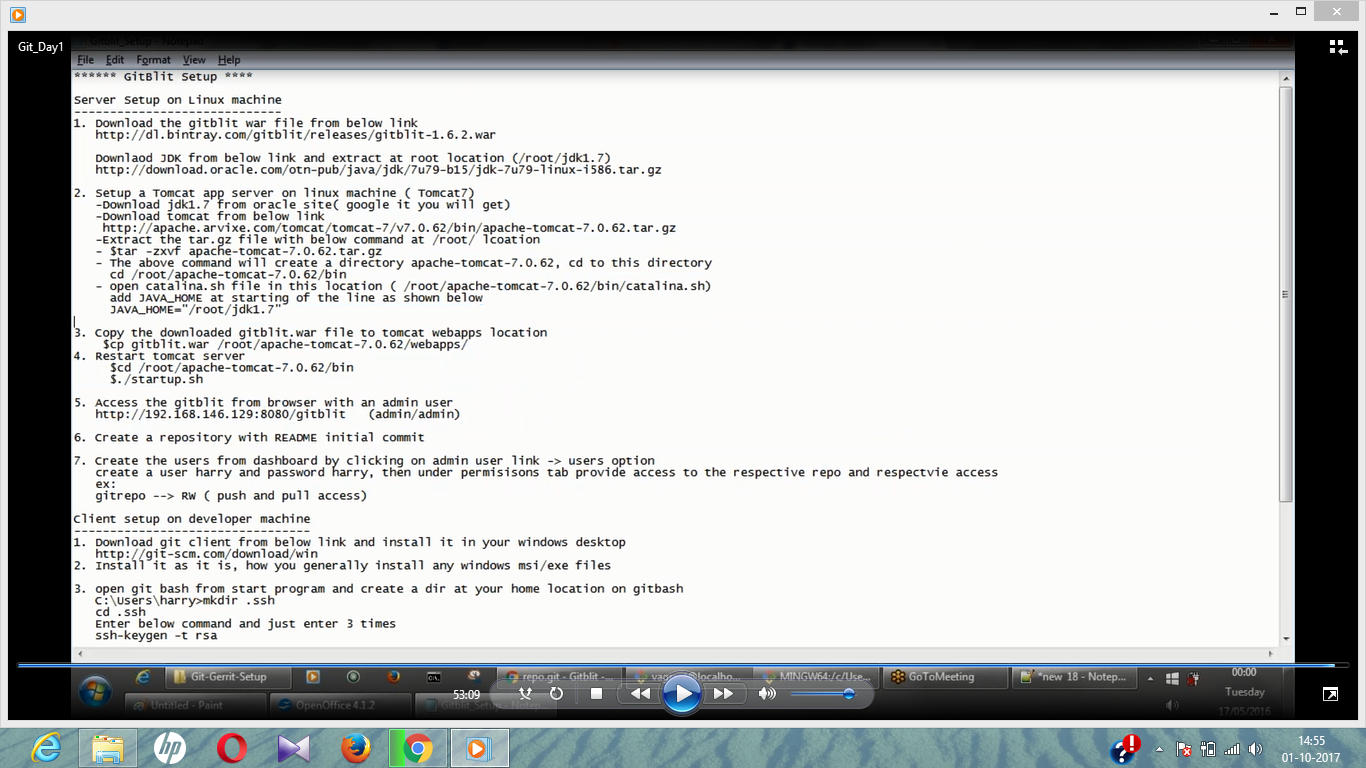 Git_Day1
File Edit Format View Help
****** GitBlit Setup ****
Server Setup on Linux machine
-----------------------------
1. Download the gitblit war file from below link
http://dl.bintray.com/gitblit/releases/gitblit-1.6.2.war
Downlaod JDK from below link and extract at root location (/root/jdk1.7)
http://download.oracle.com/otn-pub/java/jdk/7u79-b15/jdk-7u79-linux-i586.tar.gz
2. Setup a Tomcat app server on linux machine ( Tomcat7)
-Download jdk1.7 from oracle site( google it you will get)
-Download tomcat from below link
http://apache.arvixe.com/tomcat/tomcat-7/v7.0.62/bin/apache-tomcat-7.0.62.tar.gz
-Extract the tar.gz file with below command at /root/ lcoation
- $tar -zxvf apache-tomcat-7.0.62.tar.gz
- The above command will create a directory apache-tomcat-7.0.62, cd to this directory
cd /root/apache-tomcat-7.0.62/bin
- open catalina.sh file in this location ( /root/apache-tomcat-7.0.62/bin/catalina.sh)
add JAVA_HOME at starting of the line as shown below
JAVA_HOME="/root/jdk1.7"
3. Copy the downloaded gitblit.war file to tomcat webapps location
$cp gitblit.war /root/apache-tomcat-7.0.62/webapps/
4. Restart tomcat server
$cd /root/apache-tomcat-7.0.62/bin
$./startup.sh
5. Access the gitblit from browser with an admin user
http://192.168.146.129:8080/gitblit (admin/admin)
6. Create a repository with README initial commit
7. Create the users from dashboard by clicking on admin user link -> users option
create a user harry and password harry, then under permisisons tab provide access to the respective repo and respectvie access
ex:
gitrepo --> RW ( push and pull access)
Client setup on developer machine
---------------------------------
1. Download git client from below link and install it in your windows desktop
http://git-scm.com/download/win
2. Install it as it is, how you generally install any windows msi/exe files
3. open git bash from start program and create a dir at your home location on gitbash
C:\Users\harry>mkdir .ssh
cd .ssh
Enter below command and just enter 3 times
ssh-keygen -t rsa
Git-Gerrit-Setup
repo.git - Gitblit -...
MINGW64:/c/Use...
GoToMeeting
*new 18 - Notep...
00:00
Tuesday
17/05/2016
53:09
Untitled - Paint
OpenOffice 4.1.2
Gitblit_Setup - Notep...
14:55
01-10-2017